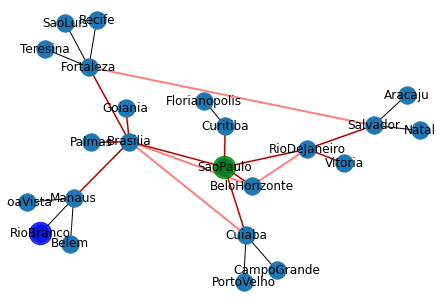 SaoLuis
Recife
Teresina
Fortaleza
Aracaju
Florianopolis
Goiania
Salvador
Natal
Curitiba
Palmas
Brasilia
RioDeJaneiro
Vitoria
SaoPaulo
BeloHorizonte
Manaus
oaVista
RioBranco
Belem
Cuiaba
CampoGrande
PortoVelho